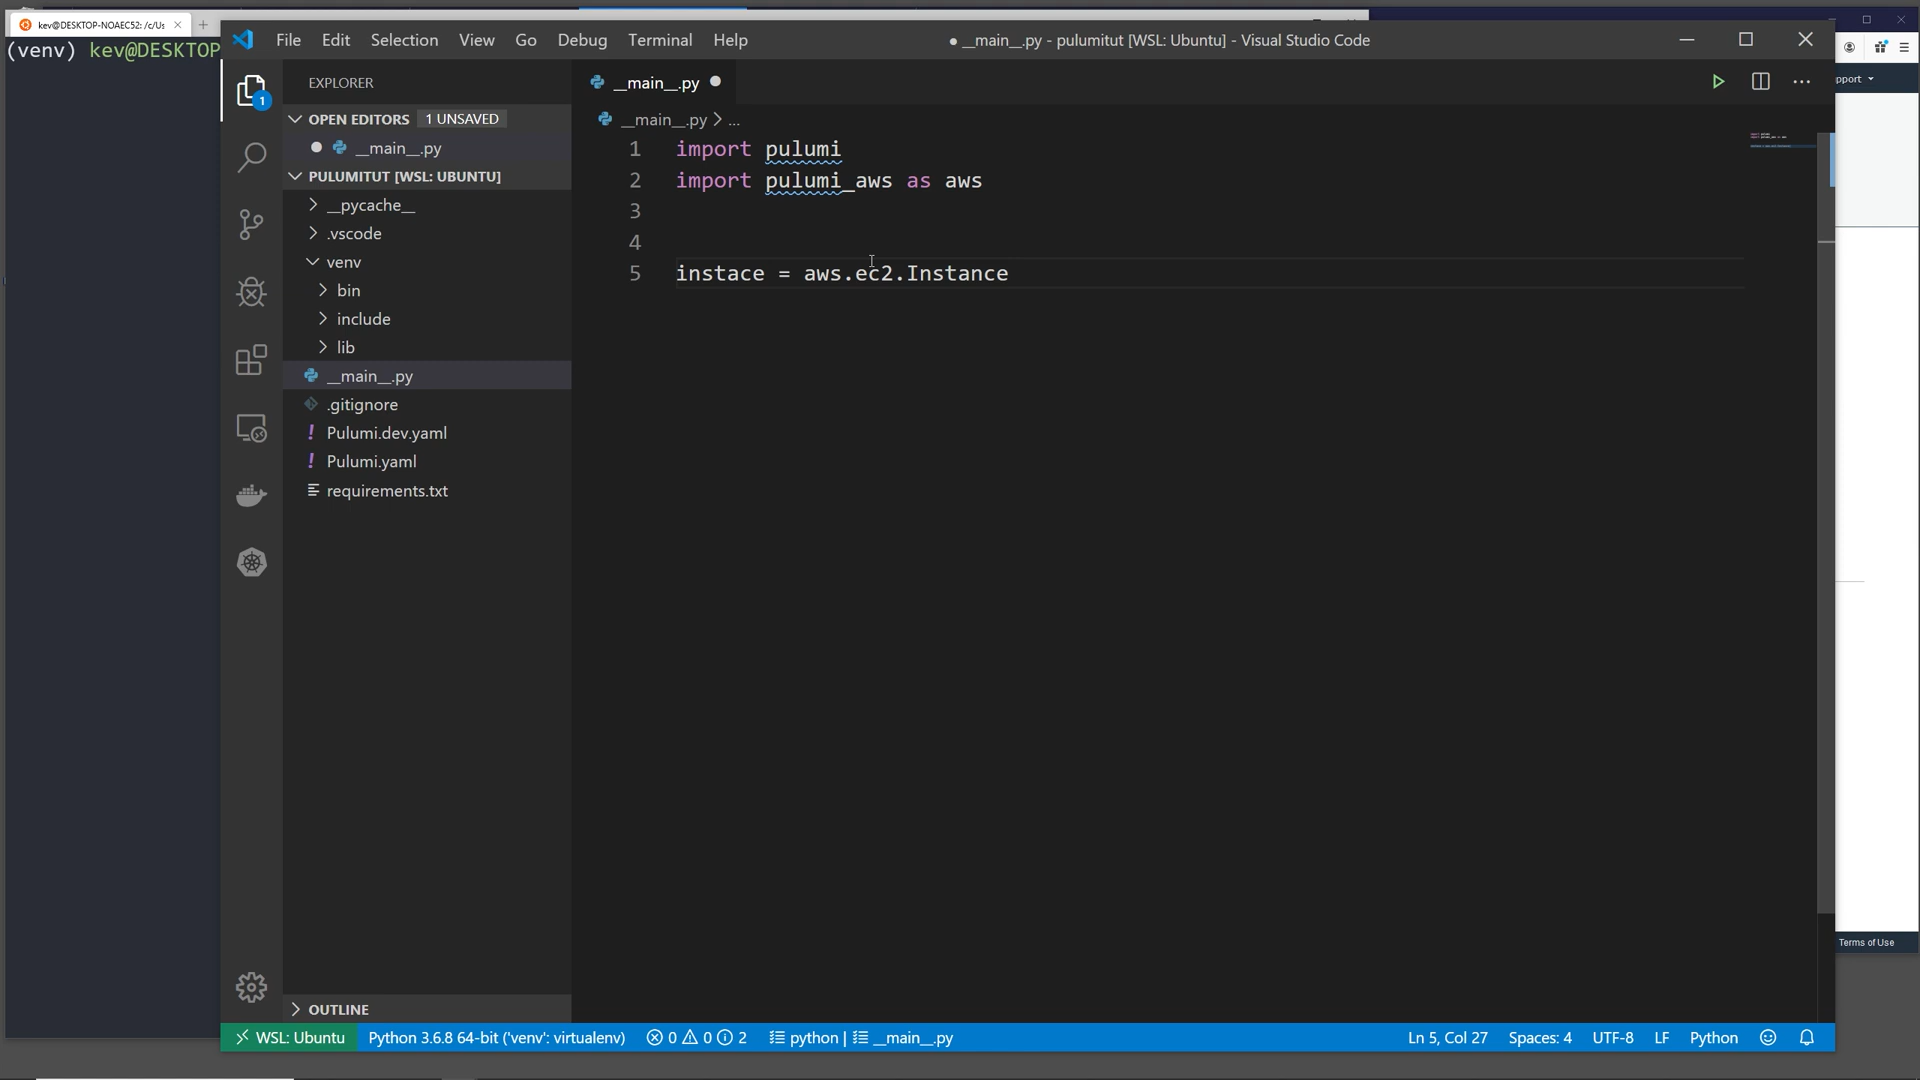 kev@DESKTOP-NOAEC52: /c/Us
(venv) kev@DESKTOP
File Edit Selection View Go Debug Terminal Help
● __main__.py - pulumitut [WSL: Ubuntu] - Visual Studio Code
pport
EXPLORER
OPEN EDITORS 1 UNSAVED
__main__.py
PULUMITUT [WSL: UBUNTU]
__pycache__
.vscode
venv
bin
include
lib
__main__.py
.gitignore
! Pulumi.dev.yaml
! Pulumi.yaml
requirements.txt
OUTLINE
1
__main__.py
__main__.py > ...
1 import pulumi
2 import pulumi_aws as aws
3
4
5 instace = aws.ec2.Instance
Terms of Use
WSL: Ubuntu Python 3.6.8 64-bit ('venv': virtualenv) 0 0 2 python | __main__.py Ln 5, Col 27 Spaces: 4 UTF-8 LF Python